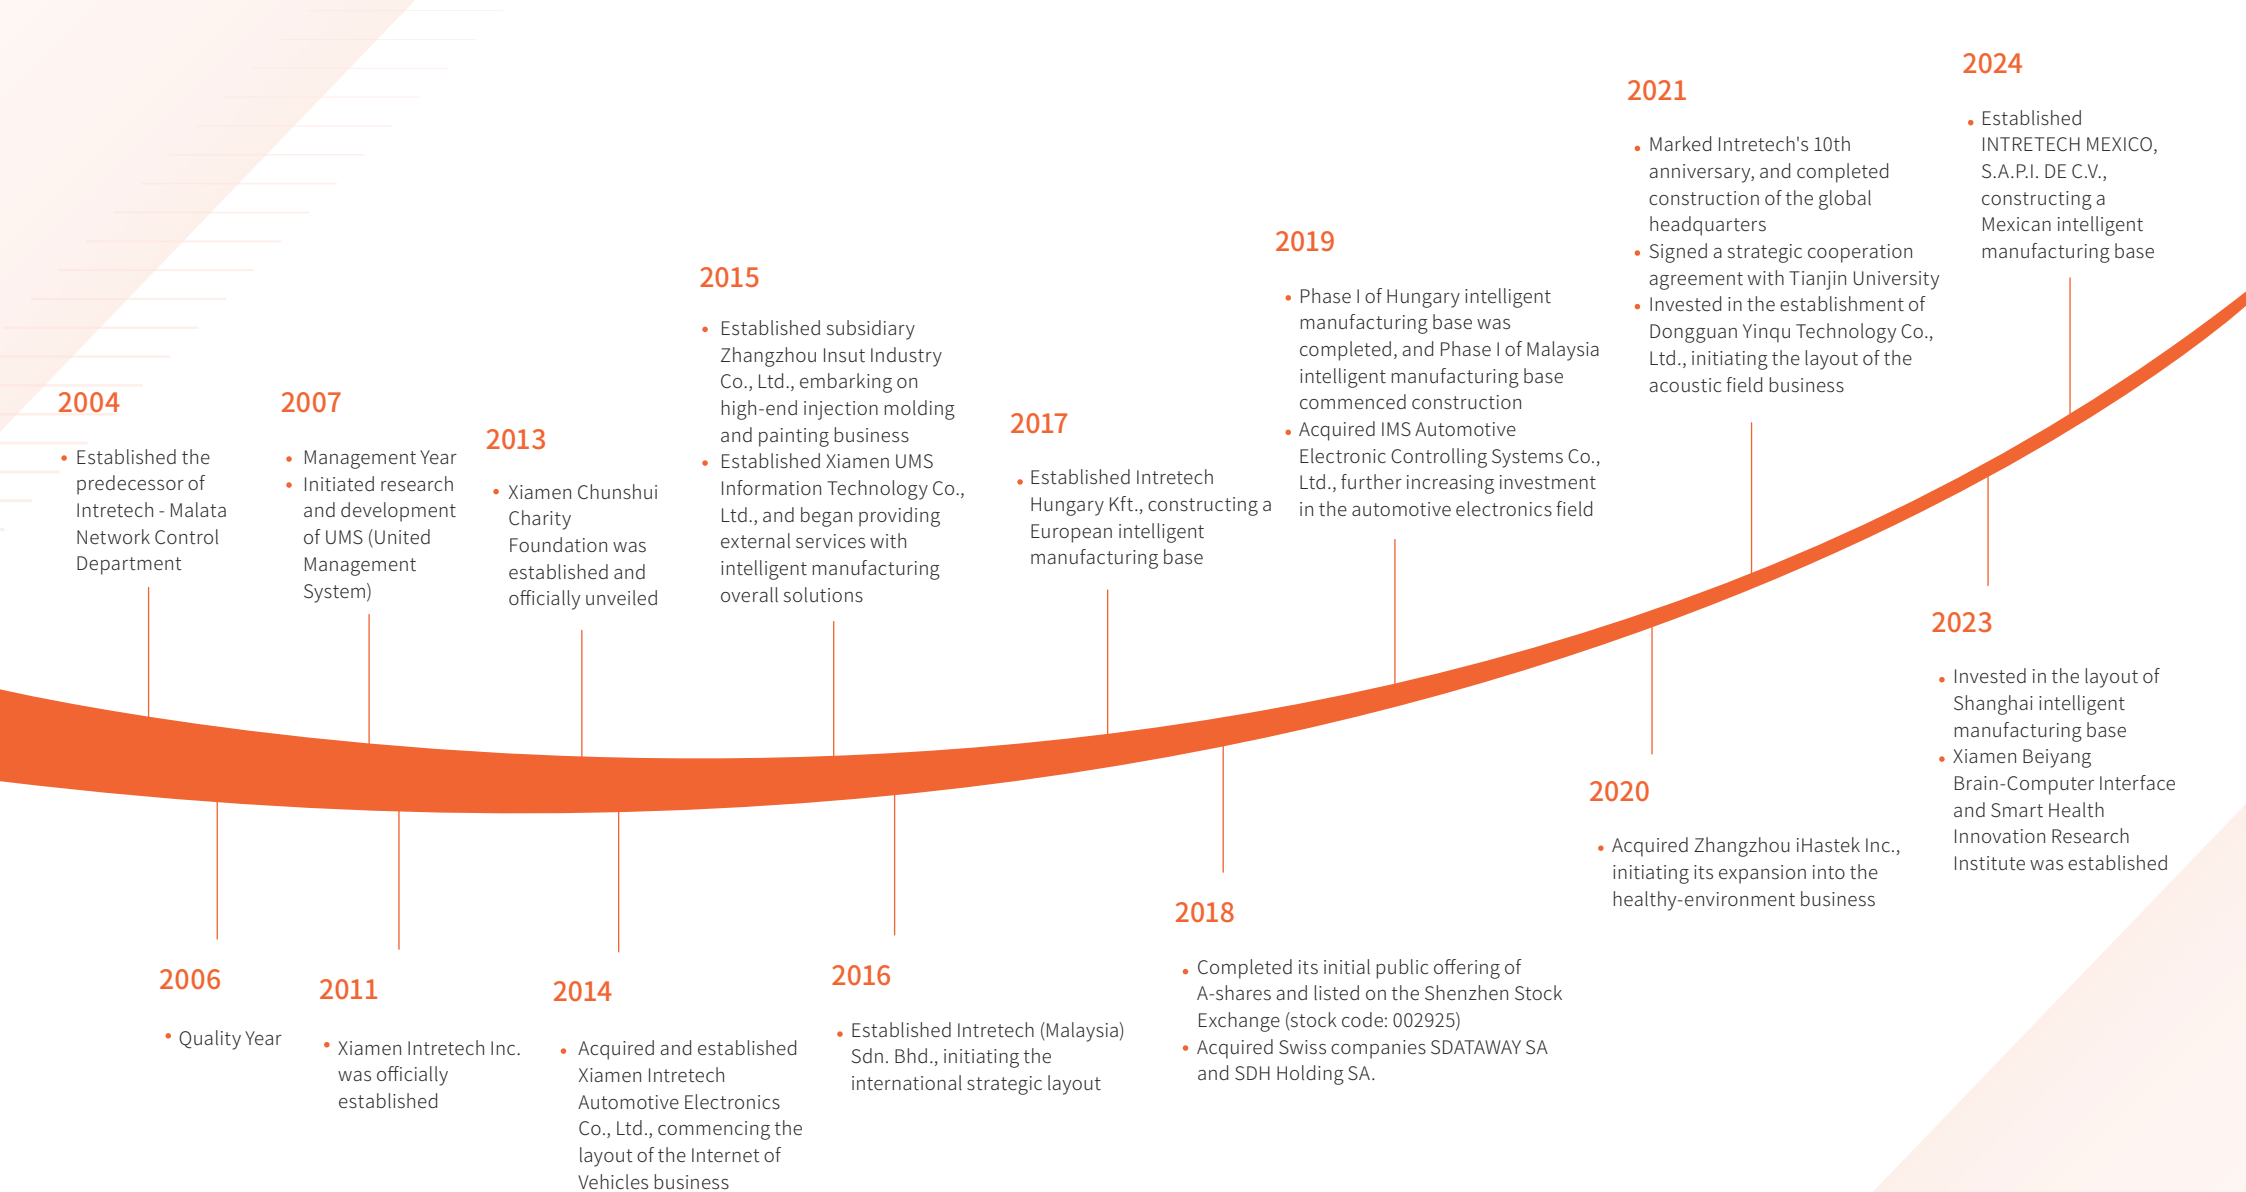 2004
• Established the
predecessor of
Intretech - Malata
Network Control
Department
2006
• Quality Year
2007
• Management Year
• Initiated research
and development
of UMS (United
Management
System)
2011
• Xiamen Intretech Inc.
was officially
established
2013
• Xiamen Chunshui
Charity
Foundation was
established and
officially unveiled
2014
• Acquired and established
Xiamen Intretech
Automotive Electronics
Co., Ltd., commencing the
layout of the Internet of
Vehicles business
2015
• Established subsidiary
Zhangzhou Insut Industry
Co., Ltd., embarking on
high-end injection molding
and painting business
• Established Xiamen UMS
Information Technology Co.,
Ltd., and began providing
external services with
intelligent manufacturing
overall solutions
2016
• Established Intretech (Malaysia)
Sdn. Bhd., initiating the
international strategic layout
2017
• Established Intretech
Hungary Kft., constructing a
European intelligent
manufacturing base
2018
• Completed its initial public offering of
A-shares and listed on the Shenzhen Stock
Exchange (stock code: 002925)
• Acquired Swiss companies SDATAWAY SA
and SDH Holding SA.
2019
• Phase I of Hungary intelligent
manufacturing base was
completed, and Phase I of Malaysia
intelligent manufacturing base
commenced construction
• Acquired IMS Automotive
Electronic Controlling Systems Co.,
Ltd., further increasing investment
in the automotive electronics field
2020
• Acquired Zhangzhou iHastek Inc.,
initiating its expansion into the
healthy-environment business
2021
• Marked Intretech's 10th
anniversary, and completed
construction of the global
headquarters
• Signed a strategic cooperation
agreement with Tianjin University
• Invested in the establishment of
Dongguan Yinqu Technology Co.,
Ltd., initiating the layout of the
acoustic field business
2023
• Invested in the layout of
Shanghai intelligent
manufacturing base
• Xiamen Beiyang
Brain-Computer Interface
and Smart Health
Innovation Research
Institute was established
2024
• Established
INTRETECH MEXICO,
S.A.P.I. DE C.V.,
constructing a
Mexican intelligent
manufacturing base